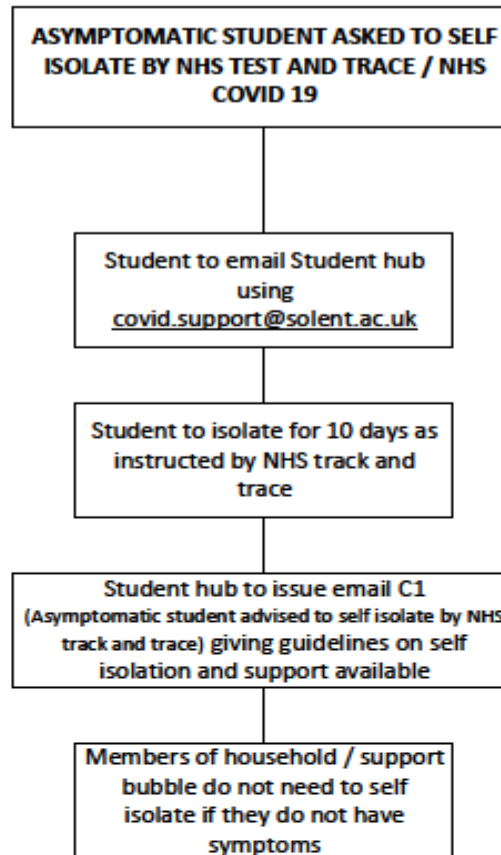 ASYMPTOMATIC STUDENT ASKED TO SELF
ISOLATE BY NHS TEST AND TRACE / NHS
COVID 19
Student to email Student hub
using
covid.support@solent.ac.uk
Student to isolate for 10 days as
instructed by NHS track and
trace
Student hub to issue email C1
(Asymptomatic student advised to self isolate by NHS
track and trace) giving guidelines on self
isolation and support available
Members of household / support
bubble do not need to self
isolate if they do not have
symptoms